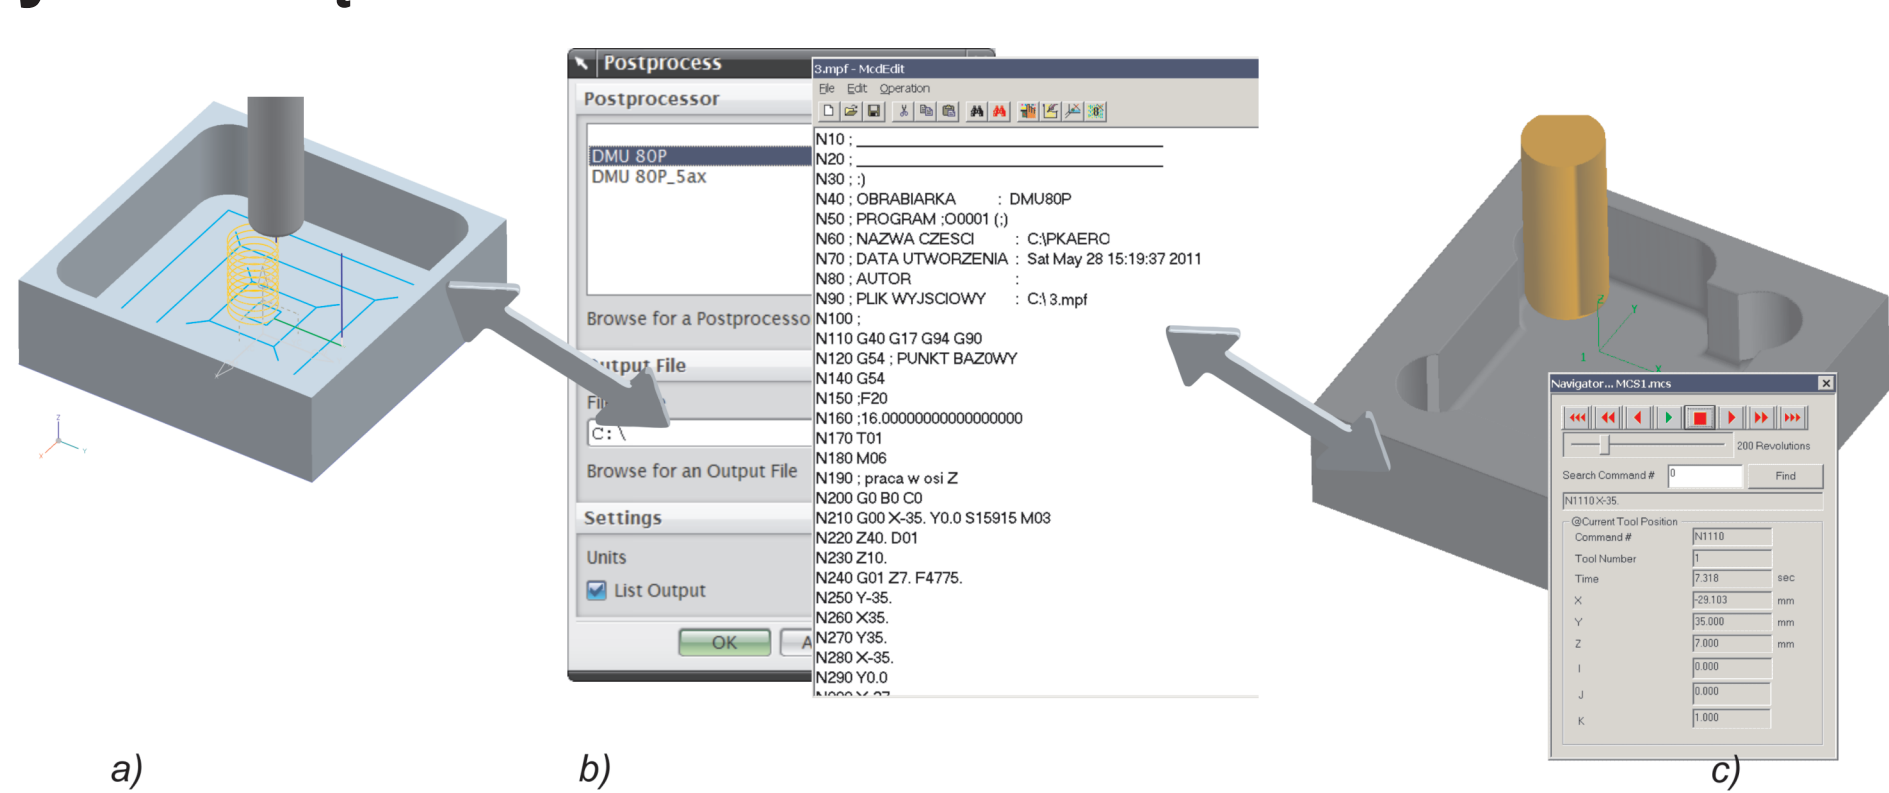 Z
X
Y
a)
Postprocess
Postprocessor
DMU 80P
DMU 80P_5ax
Browse for a Postprocesso
utput File
Fi
C:\
Browse for an Output File
Settings
Units
List Output
OK
A
b)
3.mpf - McdEdit
File Edit Operation
N10 ;
N20 ;
N30 ; :)
N40 ; OBRABIARKA : DMU80P
N50 ; PROGRAM ;O0001 (;)
N60 ; NAZWA CZESCI : C:\PKAERO
N70 ; DATA UTWORZENIA : Sat May 28 15:19:37 2011
N80 ; AUTOR :
N90 ; PLIK WYJSCIOWY : C:\ 3.mpf
N100 ;
N110 G40 G17 G94 G90
N120 G54 ; PUNKT BAZ0WY
N140 G54
N150 ;F20
N160 ;16.00000000000000000
N170 T01
N180 M06
N190 ; praca w osi Z
N200 G0 B0 C0
N210 G00 X-35. Y0.0 S15915 M03
N220 Z40. D01
N230 Z10.
N240 G01 Z7. F4775.
N250 Y-35.
N260 X35.
N270 Y35.
N280 X-35.
N290 Y0.0
Z
Y
1
X
Navigator... MCS1.mcs
200 Revolutions
Search Command # 0 Find
N1110 X-35.
@Current Tool Position
Command # N1110
Tool Number 1
Time 7.318 sec
X -29.103 mm
Y 35.000 mm
Z 7.000 mm
I 0.000
J 0.000
K 1.000
c)